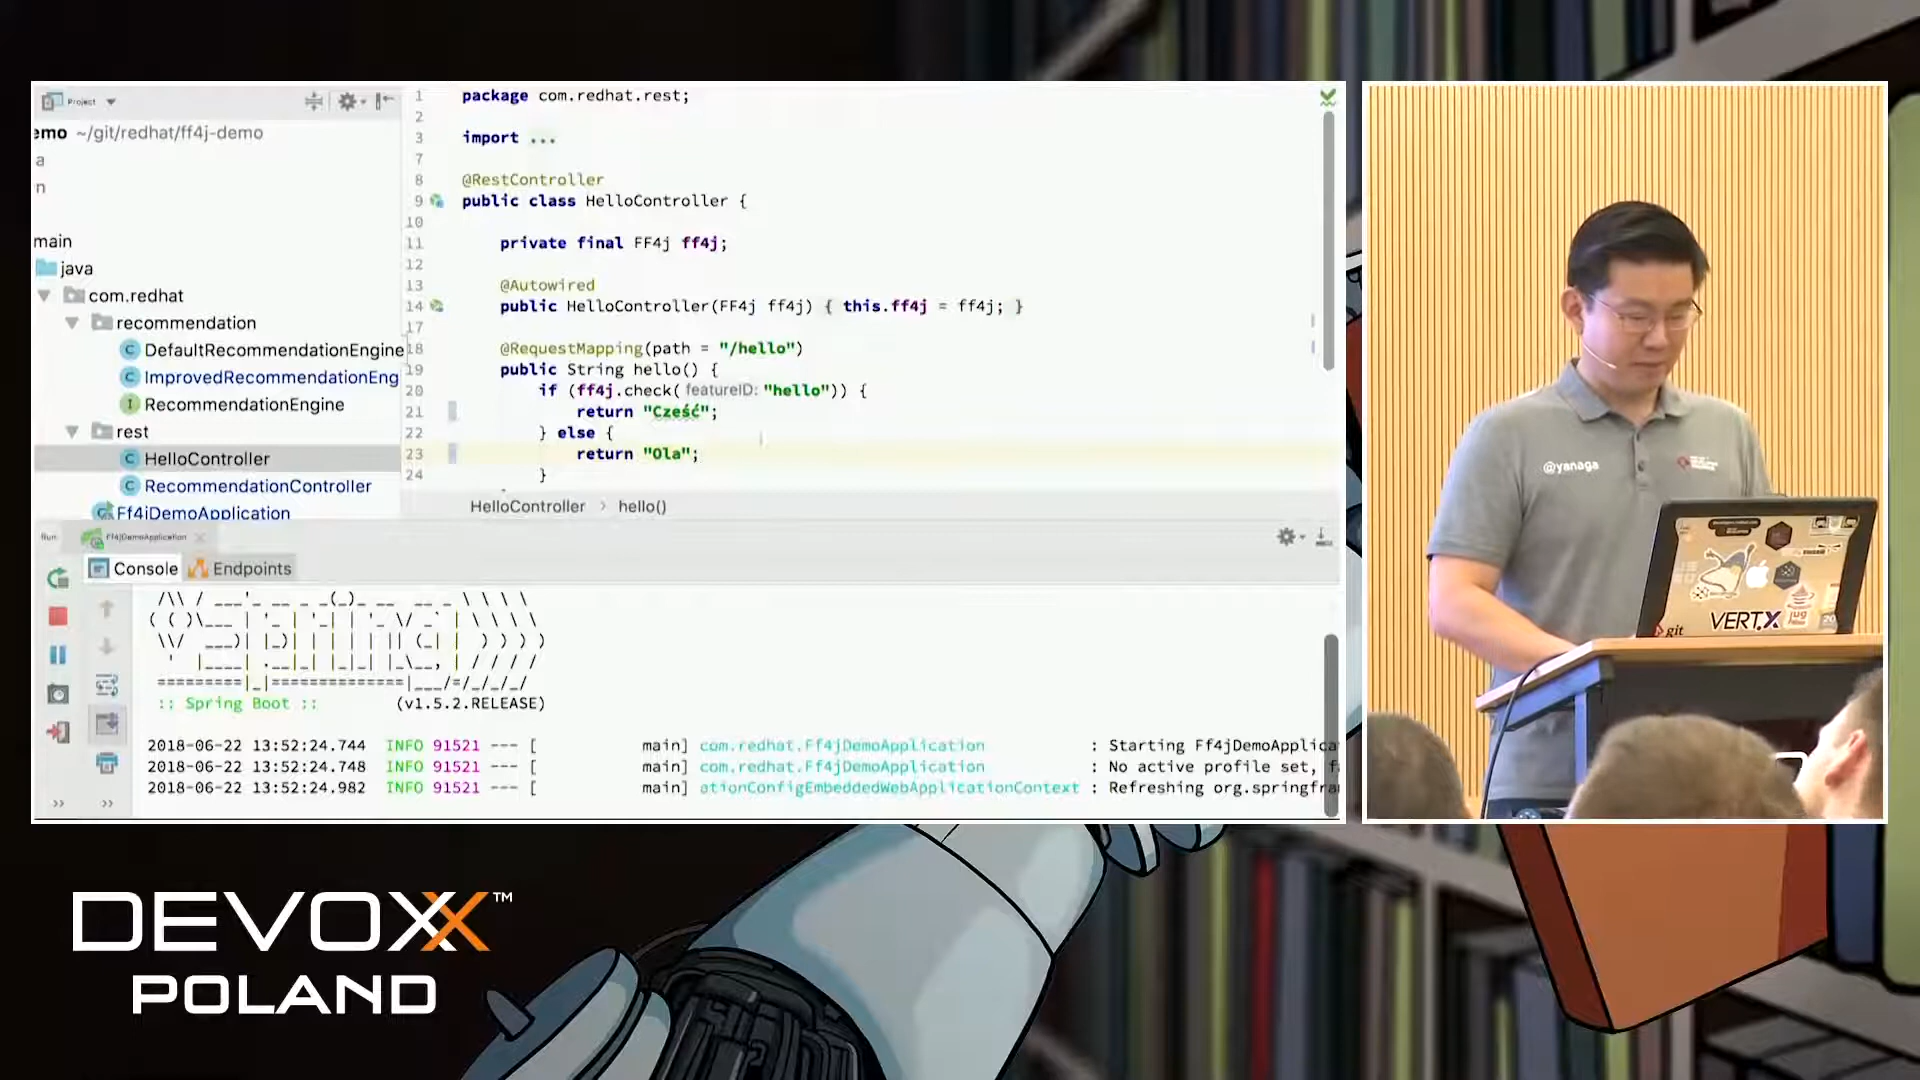 Project
emo ~/git/redhat/ff4j-demo
a
n
main
java
com.redhat
recommendation
DefaultRecommendationEngine
ImprovedRecommendationEng
RecommendationEngine
rest
HelloController
RecommendationController
Ff4jDemoApplication
1 package com.redhat.rest;
2
3 import ...
7
8 @RestController
9 public class HelloController {
10
11 private final FF4j ff4j;
12
13 @Autowired
14 public HelloController(FF4j ff4j) { this.ff4j = ff4j; }
17
18 @RequestMapping(path = "/hello")
19 public String hello() {
20 if (ff4j.check( featureID: "hello")) {
21 return "Cześć";
22 } else {
23 return "Ola";
24 }
HelloController › hello()
Run: Ff4jDemoApplication
Console Endpoints
:: Spring Boot :: (v1.5.2.RELEASE)
2018-06-22 13:52:24.744 INFO 91521 --- [ main] com.redhat.Ff4jDemoApplication : Starting Ff4jDemoApplica
2018-06-22 13:52:24.748 INFO 91521 --- [ main] com.redhat.Ff4jDemoApplication : No active profile set, f
2018-06-22 13:52:24.982 INFO 91521 --- [ main] ationConfigEmbeddedWebApplicationContext : Refreshing org.springfra
@yanaga
VERT.X
git
jug
20
DEVOXX™
POLAND